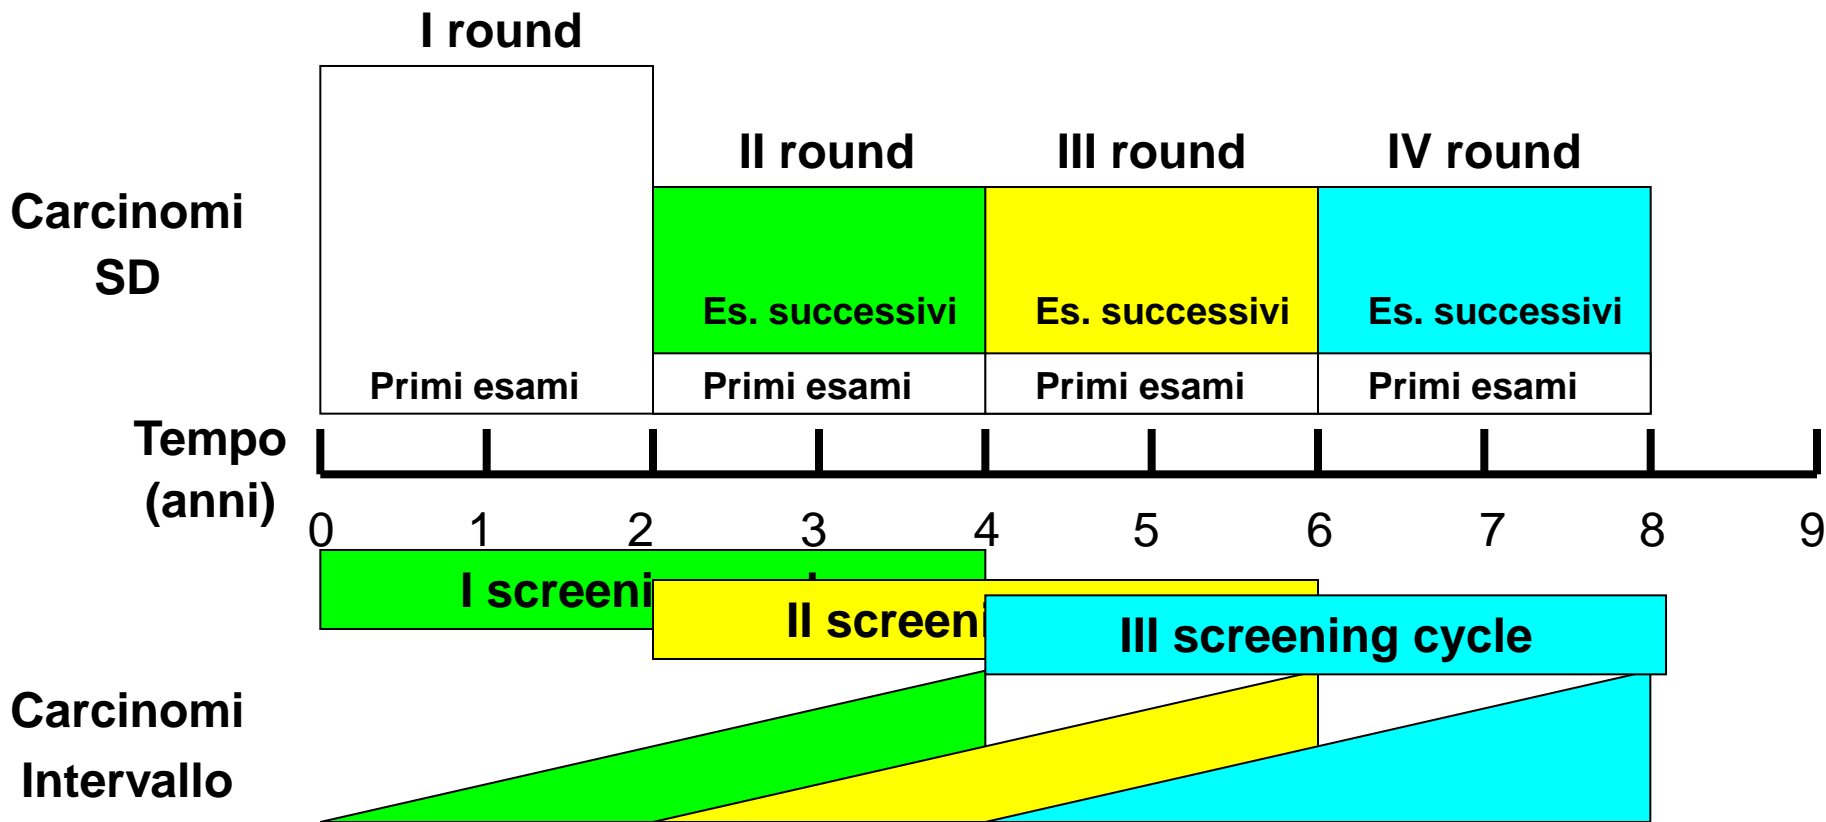 I round
II round
III round
IV round
Carcinomi
SD
Es. successivi
Es. successivi
Es. successivi
Primi esami
Primi esami
Primi esami
Primi esami
Tempo
(anni)
0 1 2 3 4 5 6 7 8 9
I screeni
II screeni
III screening cycle
Carcinomi
Intervallo